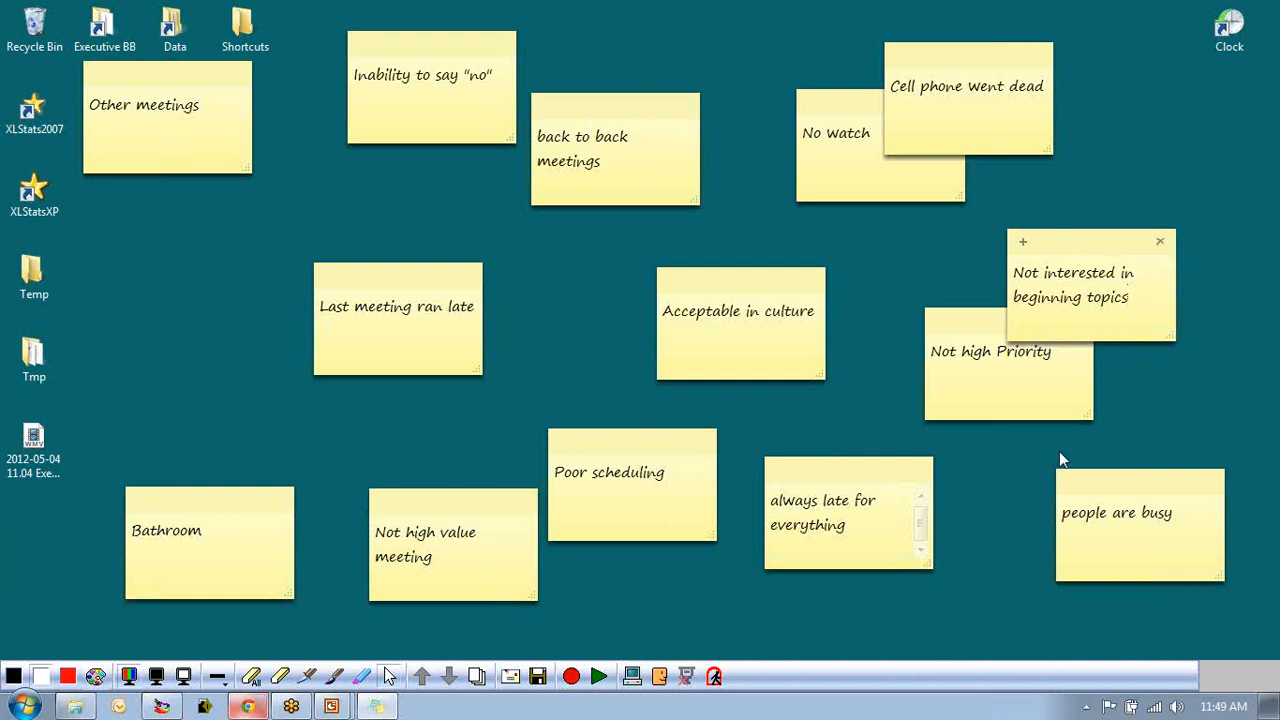 Recycle Bin
Executive BB
Data
Shortcuts
Clock
XLStats2007
XLStatsXP
Temp
Tmp
WMV
2012-05-04
11.04 Exe...
Other meetings
Inability to say "no"
back to back
meetings
No watch
Cell phone went dead
Last meeting ran late
Acceptable in culture
Not interested in
beginning topics
Not high Priority
Bathroom
Not high value
meeting
Poor scheduling
always late for
everything
people are busy
All
11:49 AM